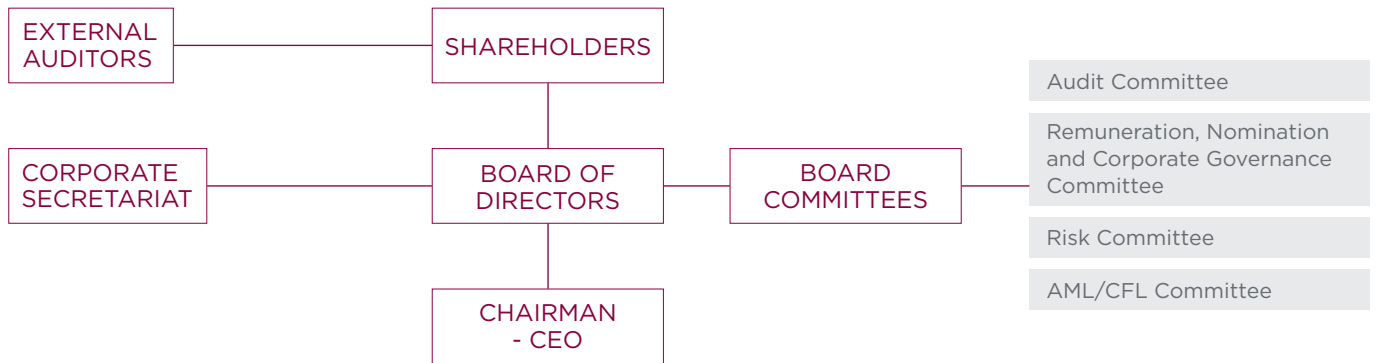 EXTERNAL
AUDITORS
SHAREHOLDERS
CORPORATE
SECRETARIAT
BOARD OF
DIRECTORS
BOARD
COMMITTEES
Audit Committee
Remuneration, Nomination
and Corporate Governance
Committee
Risk Committee
AML/CFL Committee
CHAIRMAN
- CEO